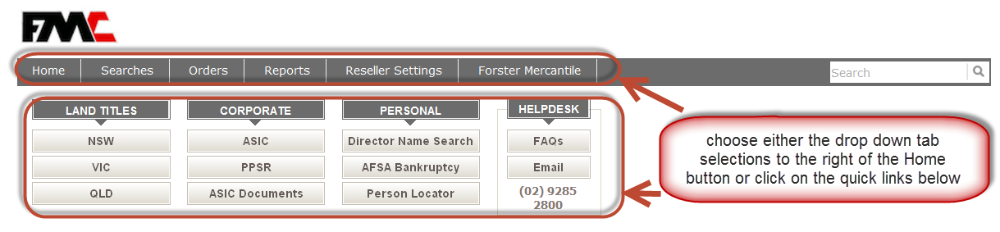 FMC
Home Searches Orders Reports Reseller Settings Forster Mercantile Search
LAND TITLES CORPORATE PERSONAL HELPDESK
NSW ASIC Director Name Search FAQs
VIC PPSR AFSA Bankruptcy Email
QLD ASIC Documents Person Locator (02) 9285
2800
choose either the drop down tab
selections to the right of the Home
button or click on the quick links below